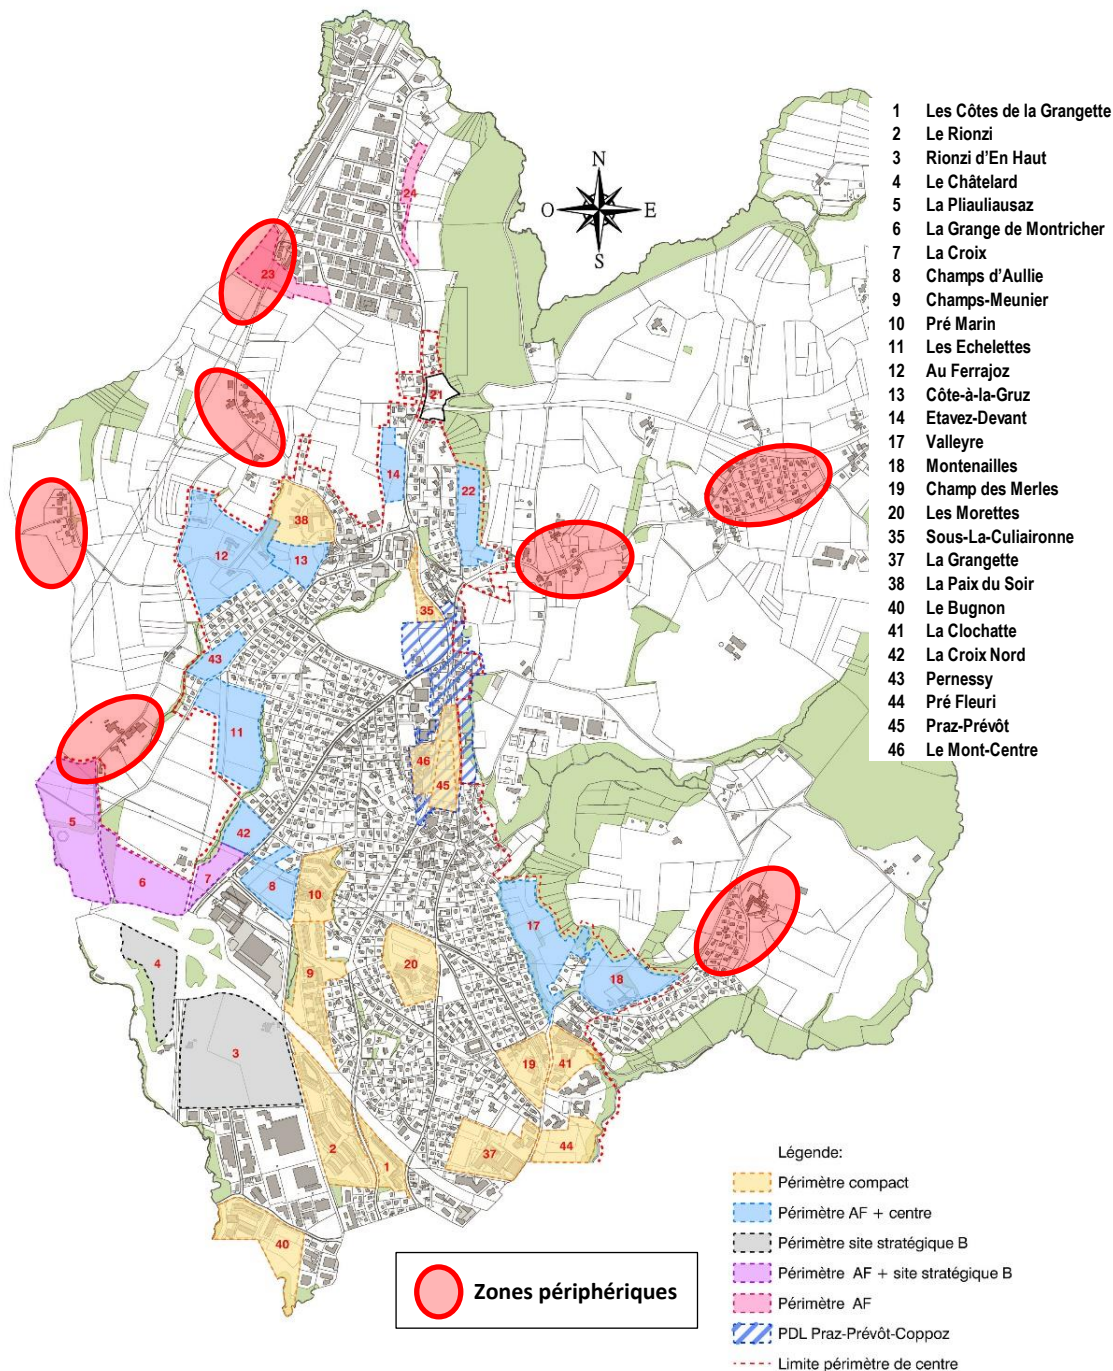 N
O E
S
1 Les Côtes de la Grangette
2 Le Rionzi
3 Rionzi d'En Haut
4 Le Châtelard
5 La Pliauliausaz
6 La Grange de Montricher
7 La Croix
8 Champs d'Aullie
9 Champs-Meunier
10 Pré Marin
11 Les Echelettes
12 Au Ferrajoz
13 Côte-à-la-Gruz
14 Etavez-Devant
17 Valleyre
18 Montenailles
19 Champ des Merles
20 Les Morettes
35 Sous-La-Culiaironne
37 La Grangette
38 La Paix du Soir
40 Le Bugnon
41 La Clochatte
42 La Croix Nord
43 Pernessy
44 Pré Fleuri
45 Praz-Prévôt
46 Le Mont-Centre
24
23
21
14
22
38
12
13
35
43
11
46
45
5
42
6
7
8
10
17
20
9
18
4
3
19
41
2
1
37
44
40
Zones périphériques
Légende:
Périmètre compact
Périmètre AF + centre
Périmètre site stratégique B
Périmètre AF + site stratégique B
Périmètre AF
PDL Praz-Prévôt-Coppoz
Limite périmètre de centre